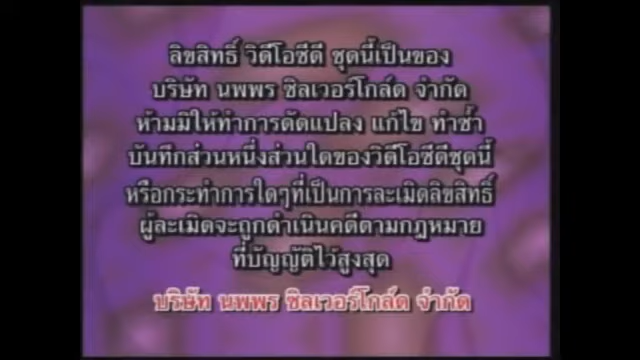 ลิขสิทธิ์ วิดีโอซีดี ชุดนี้เป็นของ
บริษัท นพพร ซิลเวอร์โกล์ด จำกัด
ห้ามมิให้ทำการดัดแปลง แก้ไข ทำซ้ำ
บันทึกส่วนหนึ่งส่วนใดของวิดีโอซีดีชุดนี้
หรือกระทำการใดๆที่เป็นการละเมิดลิขสิทธิ์
ผู้ละเมิดจะถูกดำเนินคดีตามกฎหมาย
ที่บัญญัติไว้สูงสุด
บริษัท นพพร ซิลเวอร์โกล์ด จำกัด